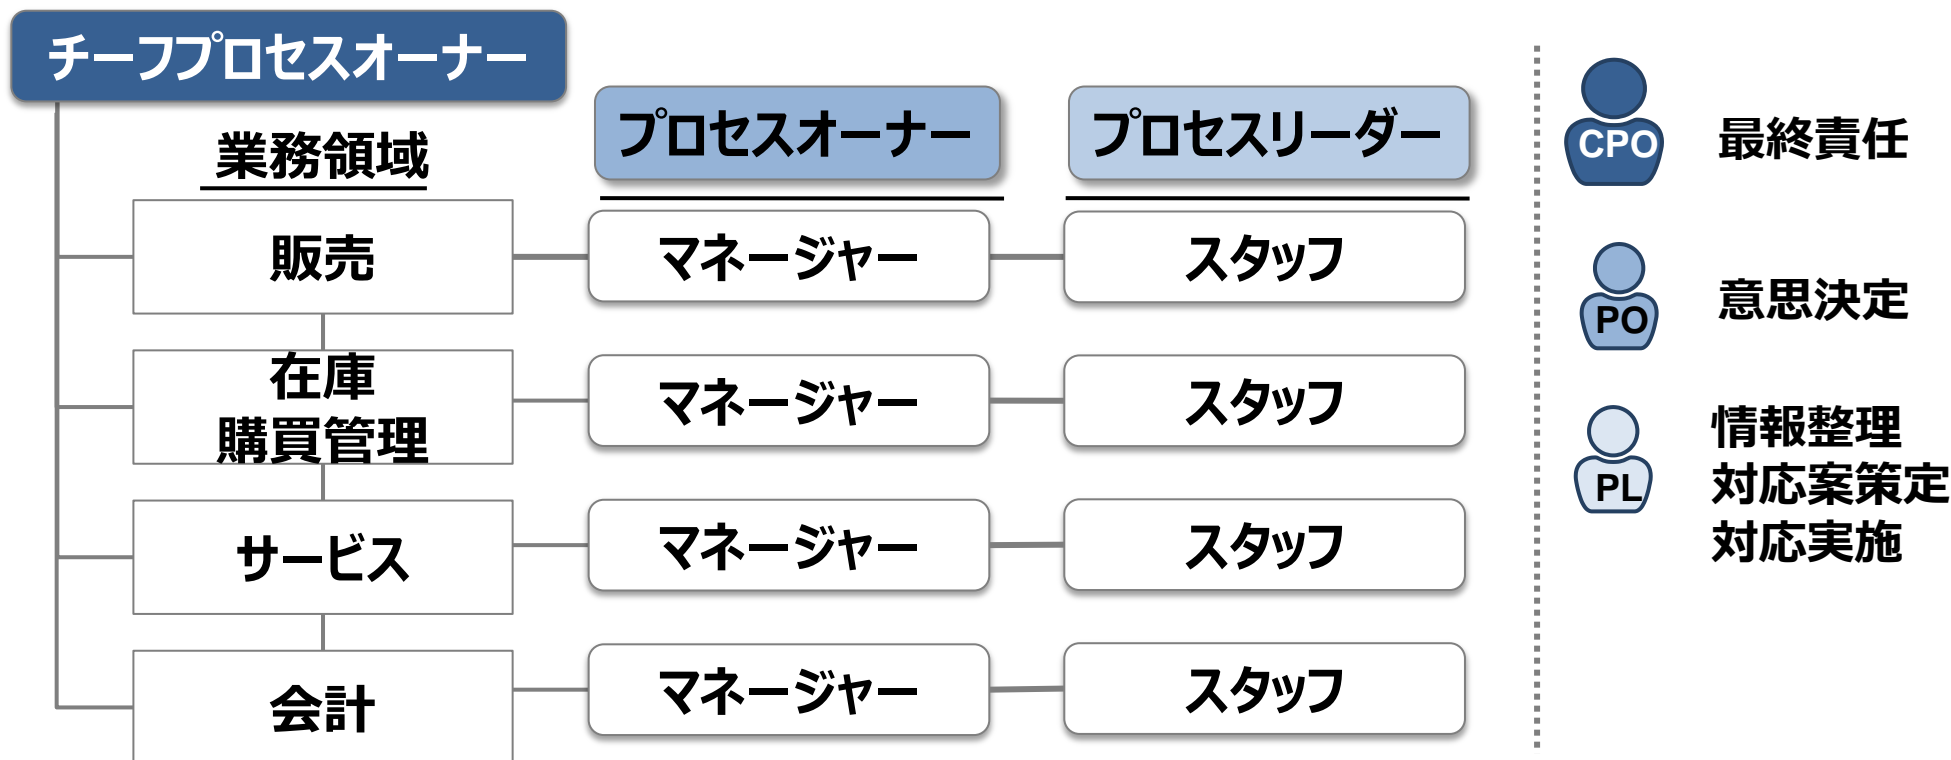 チーフプロセスオーナー
業務領域
プロセスオーナー
プロセスリーダー
販売
マネージャー
スタッフ
在庫
購買管理
マネージャー
スタッフ
サービス
マネージャー
スタッフ
会計
マネージャー
スタッフ
CPO
最終責任
PO
意思決定
PL
情報整理
対応案策定
対応実施